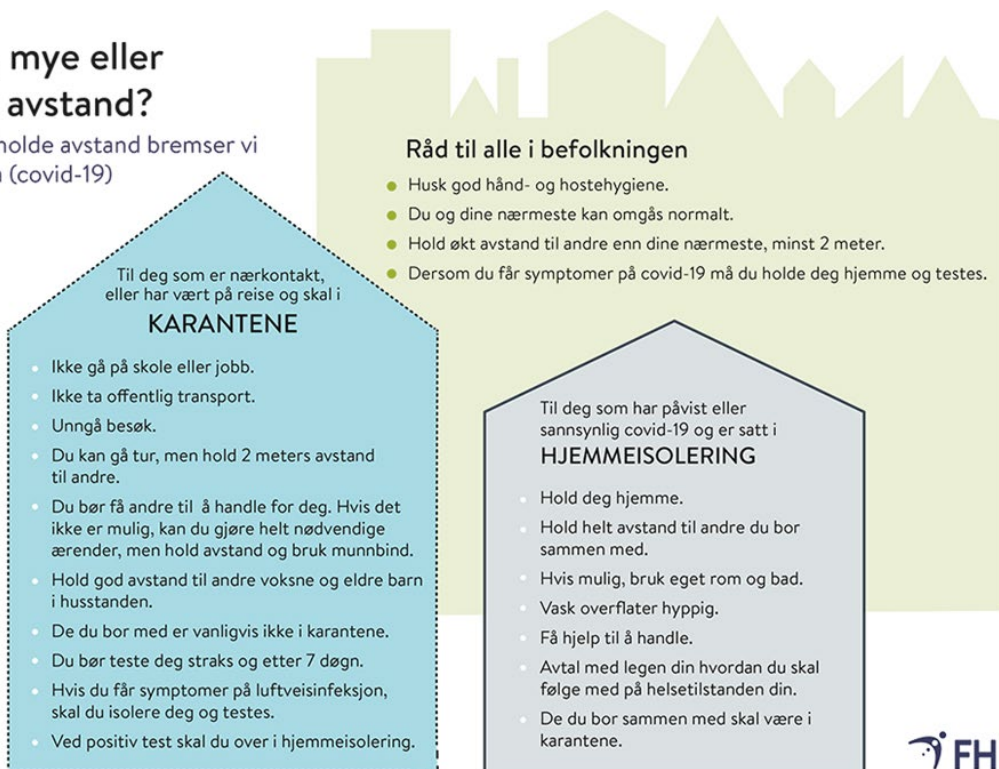 mye eller
avstand?
holde avstand bremser vi
(covid-19)
Råd til alle i befolkningen
Husk god hånd- og hostehygiene.
Du og dine nærmeste kan omgås normalt.
Hold økt avstand til andre enn dine nærmeste, minst 2 meter.
Dersom du får symptomer på covid-19 må du holde deg hjemme og testes.
Til deg som er nærkontakt,
eller har vært på reise og skal i
KARANTENE
Ikke gå på skole eller jobb.
Ikke ta offentlig transport.
Unngå besøk.
Du kan gå tur, men hold 2 meters avstand
til andre.
Du bør få andre til å handle for deg. Hvis det
ikke er mulig, kan du gjøre helt nødvendige
ærender, men hold avstand og bruk munnbind.
Hold god avstand til andre voksne og eldre barn
i husstanden.
De du bor med er vanligvis ikke i karantene.
Du bør teste deg straks og etter 7 døgn.
Hvis du får symptomer på luftveisinfeksjon,
skal du isolere deg og testes.
Ved positiv test skal du over i hjemmeisolering.
Til deg som har påvist eller
sannsynlig covid-19 og er satt i
HJEMMEISOLERING
Hold deg hjemme.
Hold helt avstand til andre du bor
sammen med.
Hvis mulig, bruk eget rom og bad.
Vask overflater hyppig.
Få hjelp til å handle.
Avtal med legen din hvordan du skal
følge med på helsetilstanden din.
De du bor sammen med skal være i
karantene.
FH